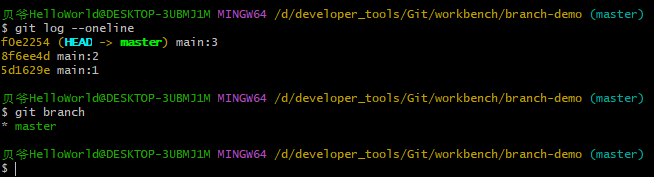 贝爷HelloWorld@DESKTOP-3UBMJ1M MINGW64 /d/developer_tools/Git/workbench/branch-demo (master)
$ git log --oneline
f0e2254 (HEAD -> master) main:3
8f6ee4d main:2
5d1629e main:1
贝爷HelloWorld@DESKTOP-3UBMJ1M MINGW64 /d/developer_tools/Git/workbench/branch-demo (master)
$ git branch
* master
贝爷HelloWorld@DESKTOP-3UBMJ1M MINGW64 /d/developer_tools/Git/workbench/branch-demo (master)
$